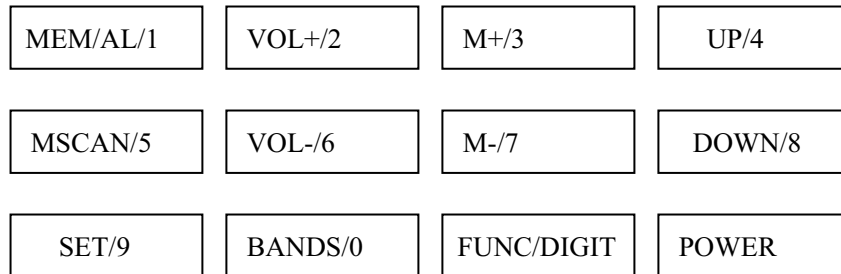 MEM/AL/1 VOL+/2 M+/3 UP/4
MSCAN/5 VOL-/6 M-/7 DOWN/8
SET/9 BANDS/0 FUNC/DIGIT POWER